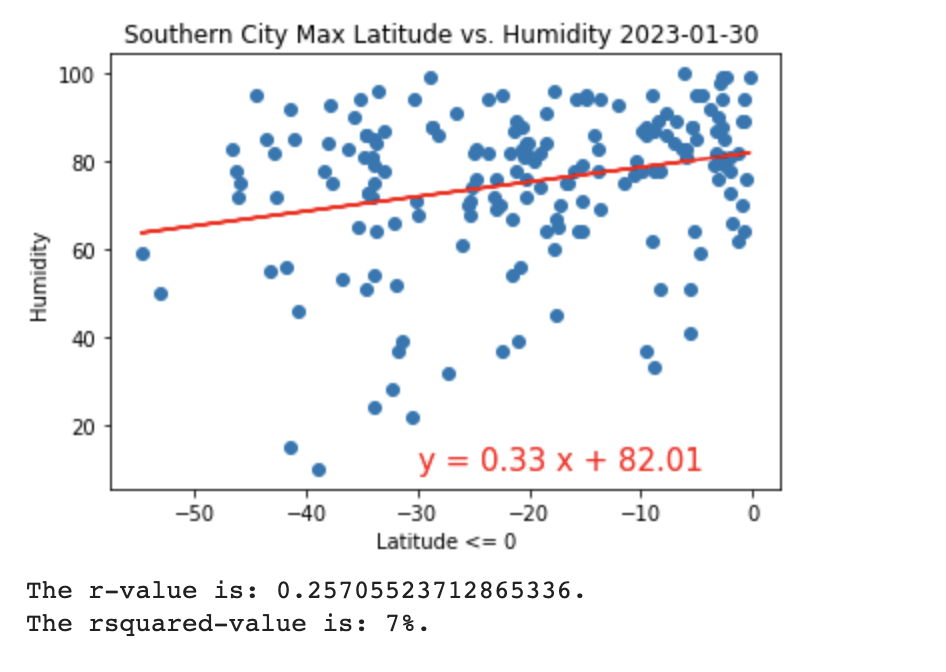 Southern City Max Latitude vs. Humidity 2023-01-30
100
80
60
40
20
Humidity
y = 0.33 x + 82.01
−50 −40 −30 −20 −10 0
Latitude <= 0
The r-value is: 0.25705523712865336.
The rsquared-value is: 7%.